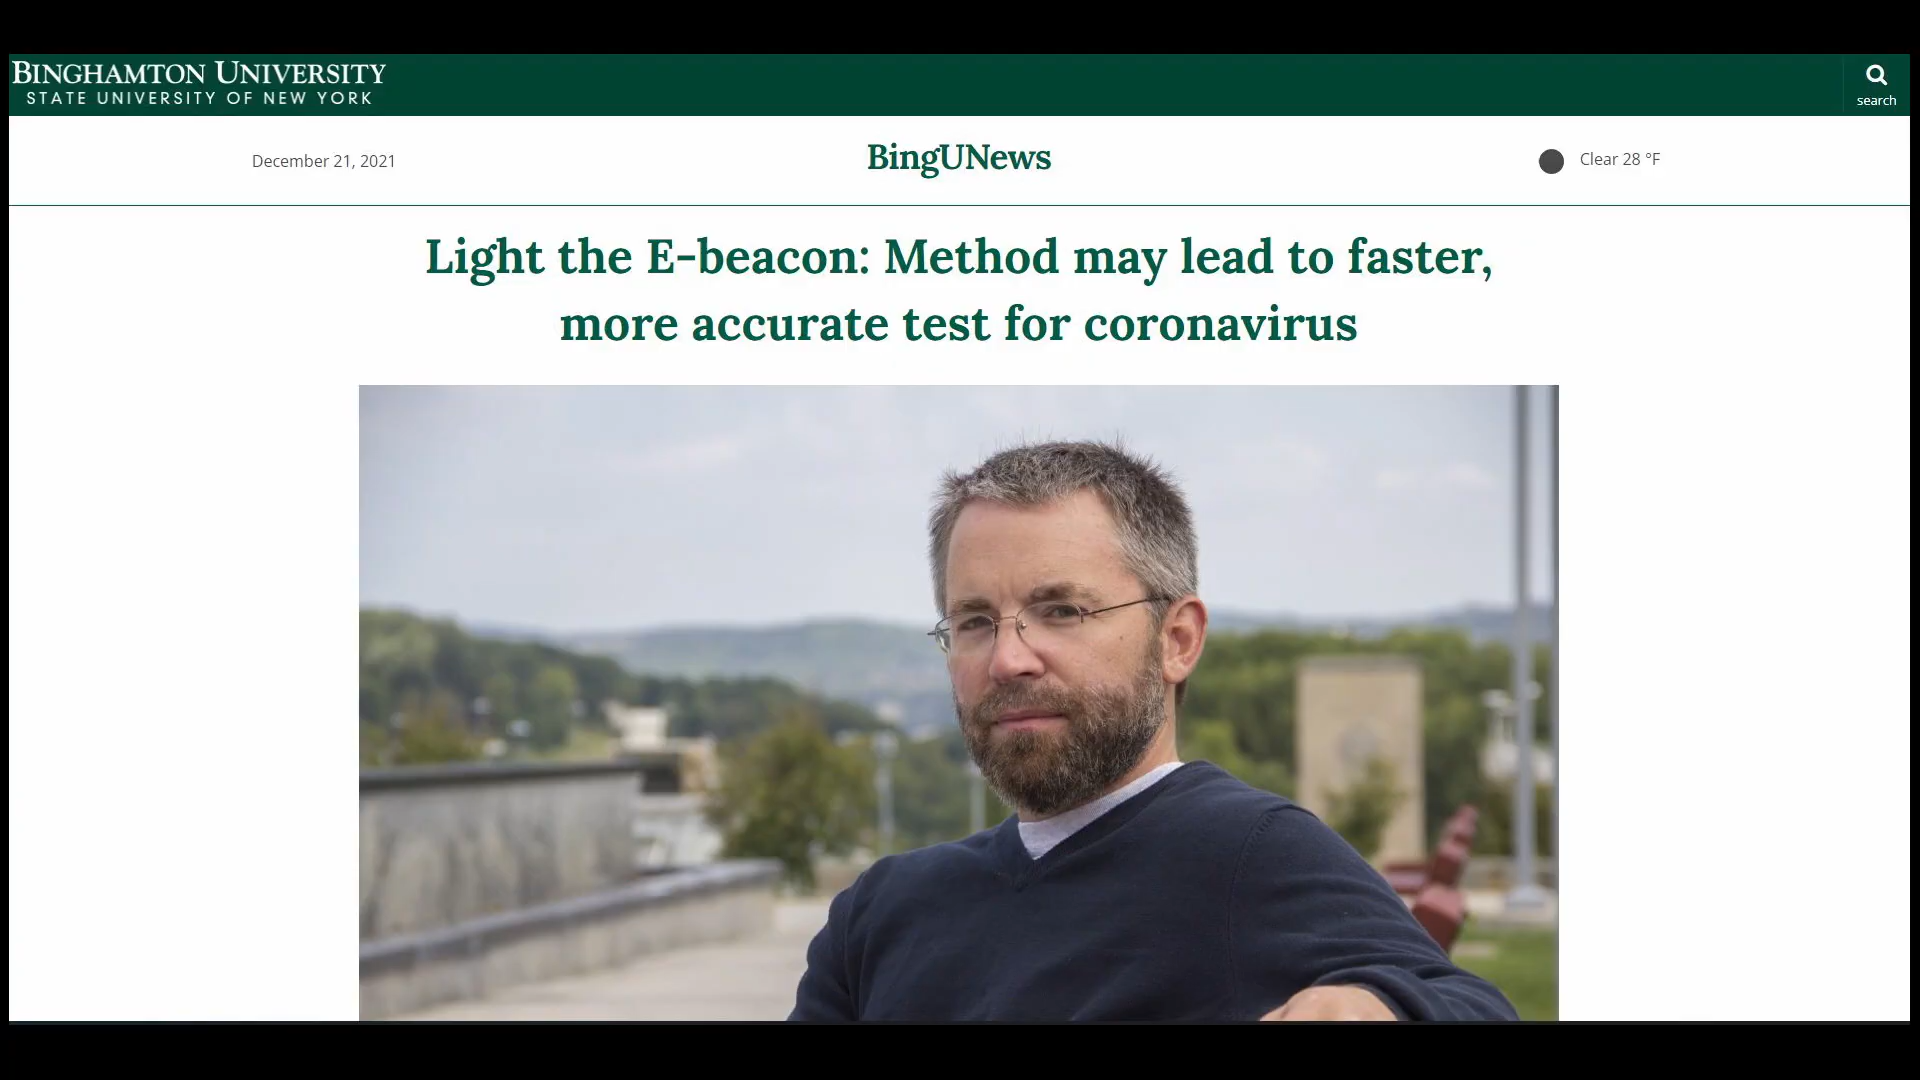 BINGHAMTON UNIVERSITY
STATE UNIVERSITY OF NEW YORK
search
December 21, 2021
BingUNews
Clear 28 °F
Light the E-beacon: Method may lead to faster,
more accurate test for coronavirus